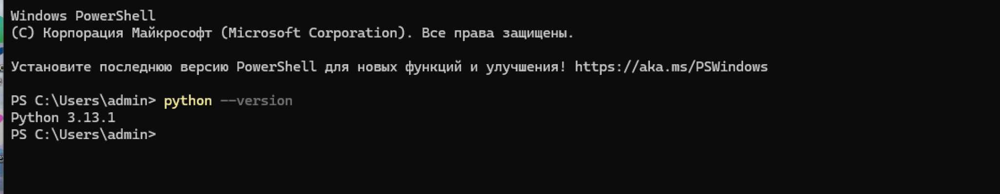 Windows PowerShell
(C) Корпорация Майкрософт (Microsoft Corporation). Все права защищены.
Установите последнюю версию PowerShell для новых функций и улучшения! https://aka.ms/PSWindows
PS C:\Users\admin> python --version
Python 3.13.1
PS C:\Users\admin>